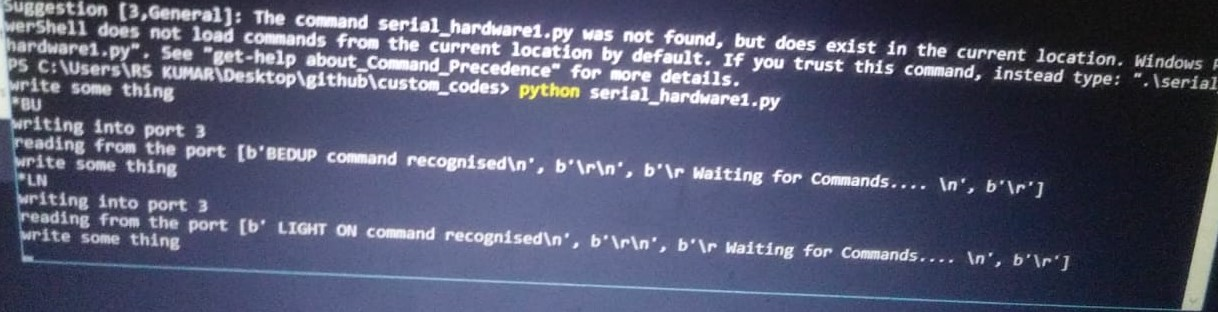 Suggestion [3,General]: The command serial_hardware1.py was not found, but does exist in the current location. Windows P
werShell does not load commands from the current location by default. If you trust this command, instead type: ".\serial
hardware1.py". See "get-help about_Command_Precedence" for more details.
PS C:\Users\RS KUMAR\Desktop\github\custom_codes> python serial_hardware1.py
write some thing
*BU
writing into port 3
reading from the port [b'BEDUP command recognised\n', b'\r\n', b'\r Waiting for Commands.... \n', b'\r']
write some thing
*LN
writing into port 3
reading from the port [b' LIGHT ON command recognised\n', b'\r\n', b'\r Waiting for Commands.... \n', b'\r']
write some thing